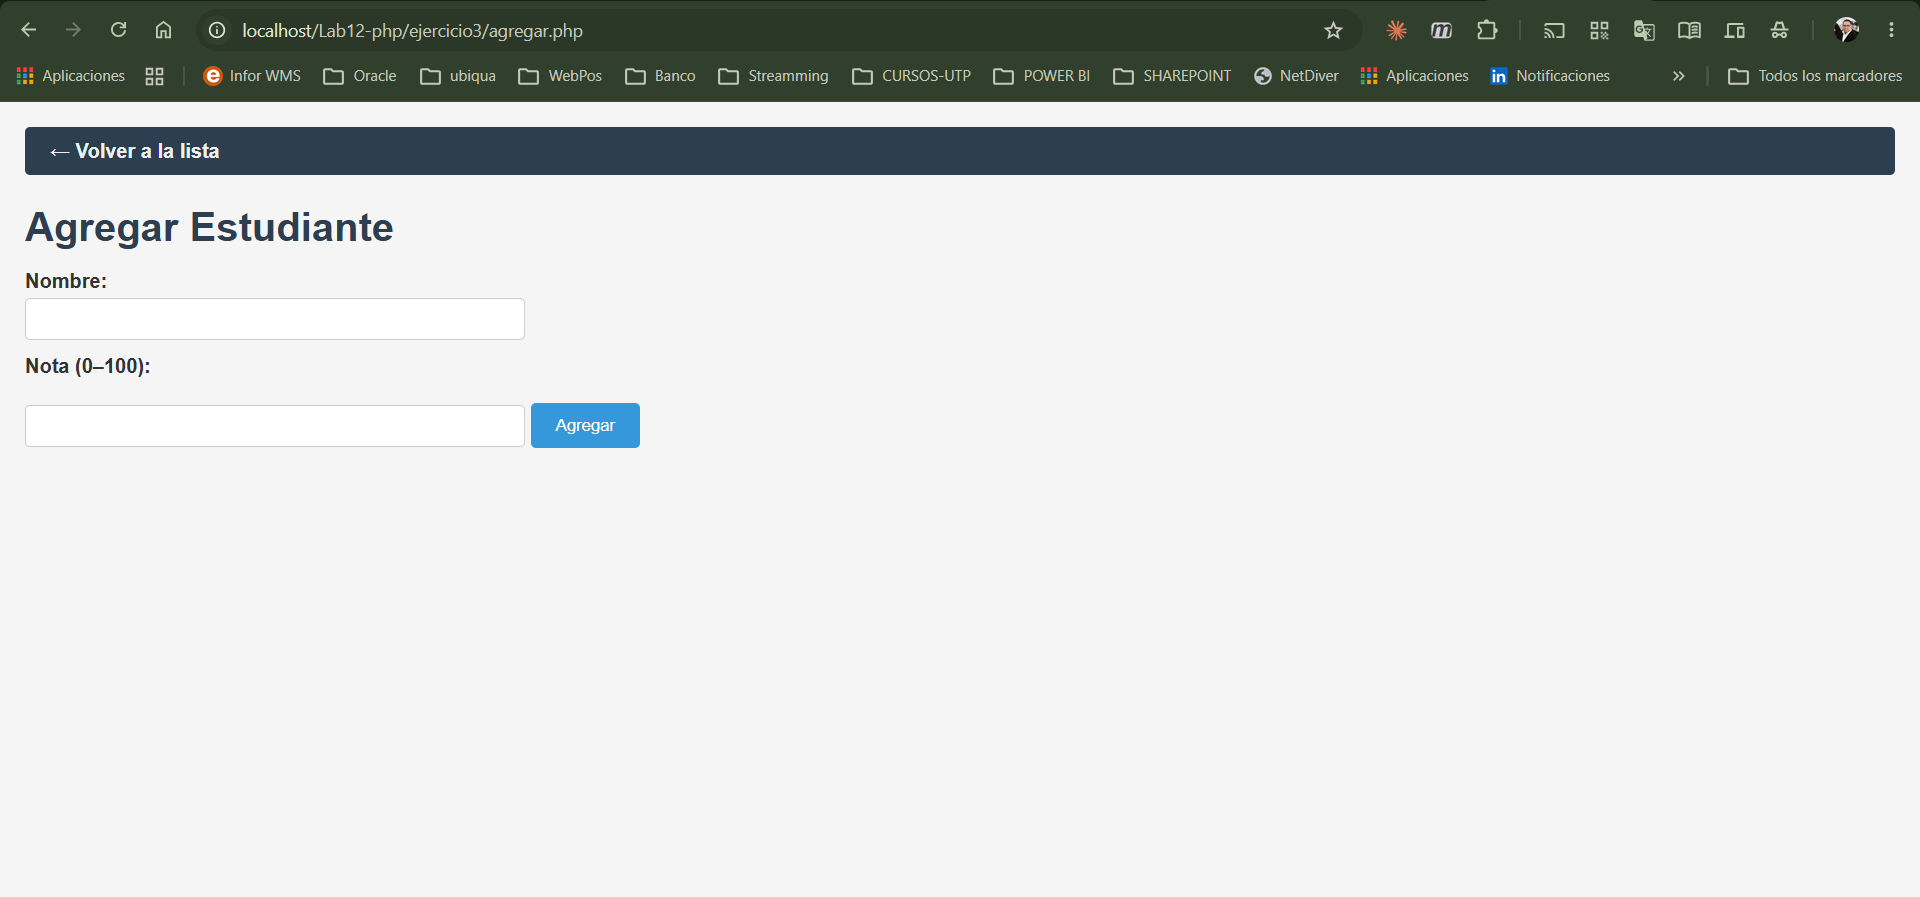 localhost/Lab12-php/ejercicio3/agregar.php
Aplicaciones
Infor WMS
Oracle
ubiqua
WebPos
Banco
Streamming
CURSOS-UTP
POWER BI
SHAREPOINT
NetDiver
Aplicaciones
Notificaciones
Todos los marcadores
← Volver a la lista
Agregar Estudiante
Nombre:
Nota (0–100):
Agregar